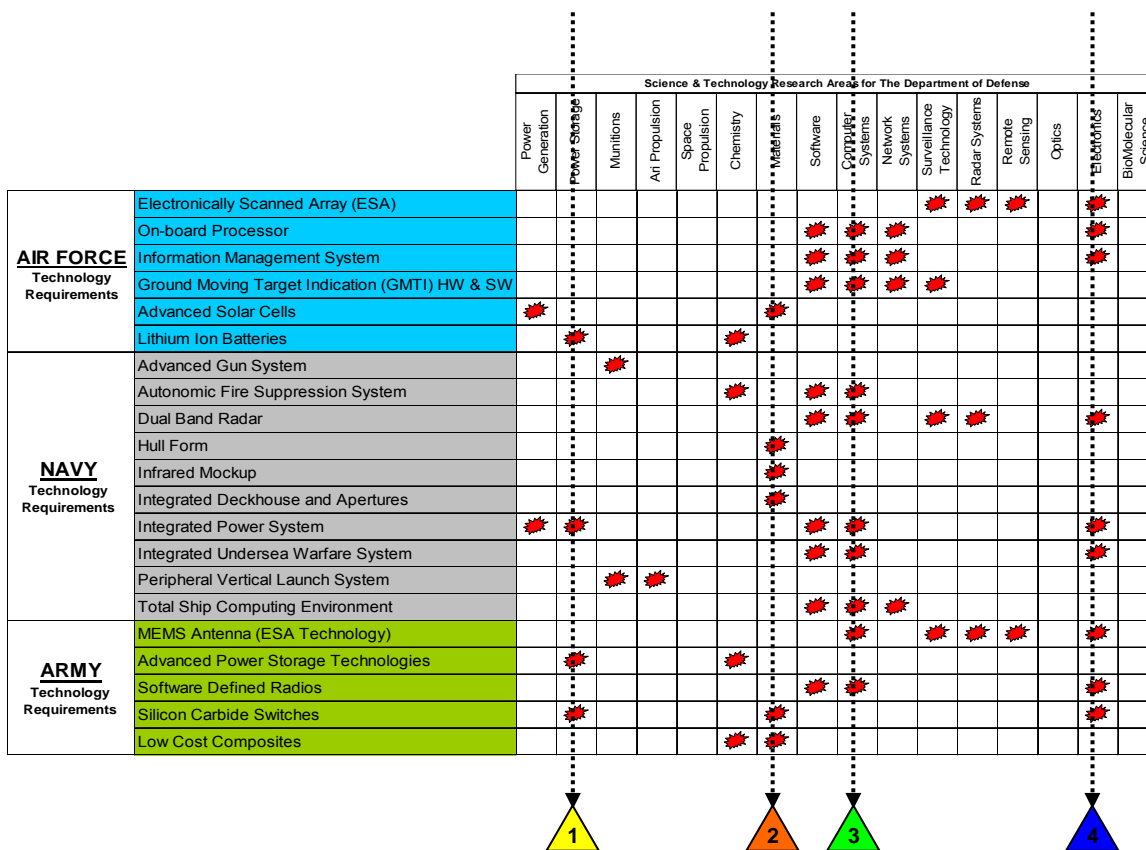 Science & Technology Research Areas for The Department of Defense
Power Generation
Power Storage
Munitions
Ari Propulsion
Space Propulsion
Chemistry
Materials
Software
Computer Systems
Network Systems
Surveillance Technology
Radar Systems
Remote Sensing
Optics
Electronics
BioMolecular Science
AIR FORCE
Technology
Requirements
Electronically Scanned Array (ESA)
On-board Processor
Information Management System
Ground Moving Target Indication (GMTI) HW & SW
Advanced Solar Cells
Lithium Ion Batteries
NAVY
Technology
Requirements
Advanced Gun System
Autonomic Fire Suppression System
Dual Band Radar
Hull Form
Infrared Mockup
Integrated Deckhouse and Apertures
Integrated Power System
Integrated Undersea Warfare System
Peripheral Vertical Launch System
Total Ship Computing Environment
ARMY
Technology
Requirements
MEMS Antenna (ESA Technology)
Advanced Power Storage Technologies
Software Defined Radios
Silicon Carbide Switches
Low Cost Composites
1
2
3
4